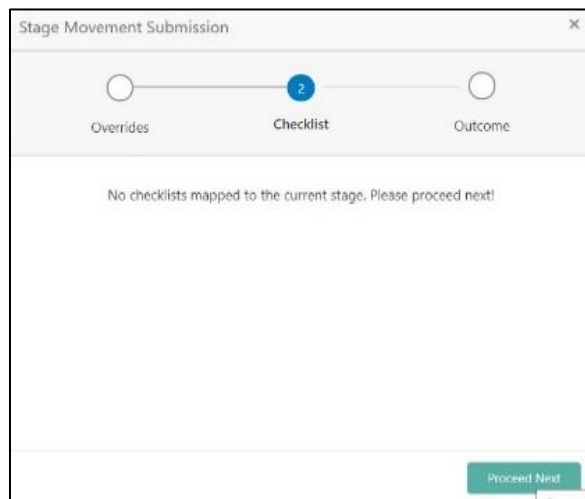 Stage Movement Submission ×
2
Overrides Checklist Outcome
No checklists mapped to the current stage. Please proceed next!
Proceed Next